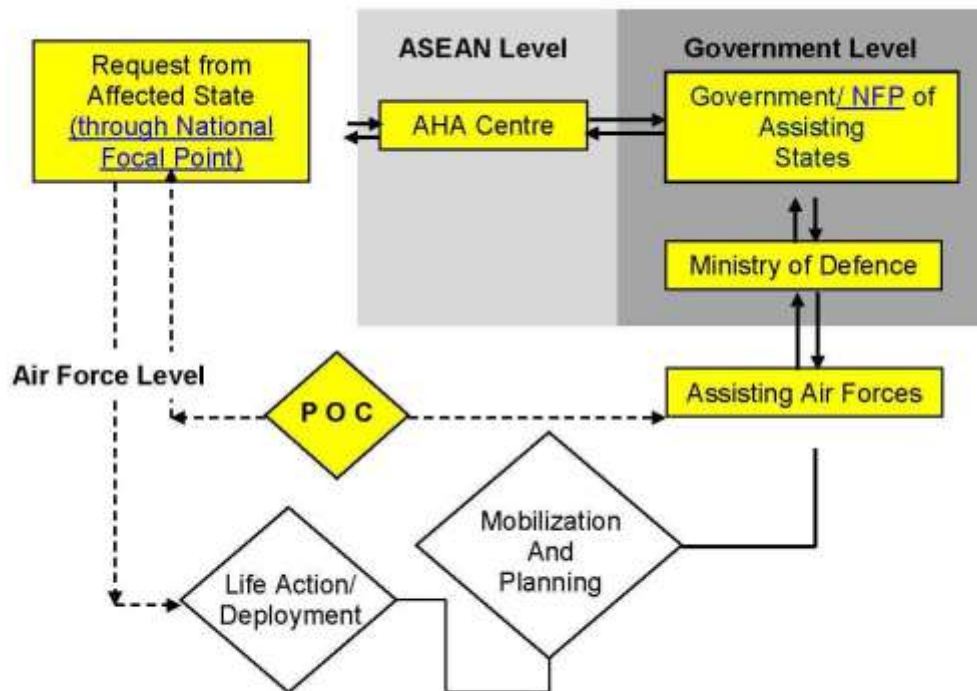 ASEAN Level
Government Level
Request from
Affected State
(through National
Focal Point)
AHA Centre
Government/ NFP of
Assisting
States
Ministry of Defence
Air Force Level
P O C
Assisting Air Forces
Mobilization
And
Planning
Life Action/
Deployment